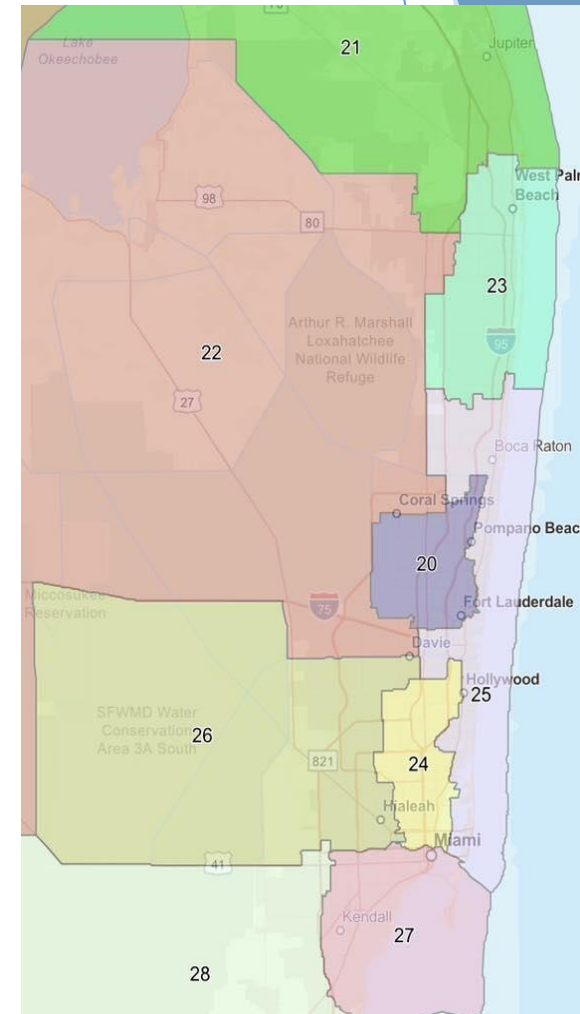 70
21
Lake
Okeechobee
Jupiter
98
West Palm
Beach
80
23
Arthur R. Marshall
Loxahatchee
National Wildlife
Refuge
95
22
27
Boca Raton
Coral Springs
Pompano Beac
20
Miccosukee
Reservation
75
Fort Lauderdale
Davie
Hollywood
25
SFWMD Water
Conservation
Area 3A South
26
821
24
Hialeah
Miami
41
Kendall
27
28